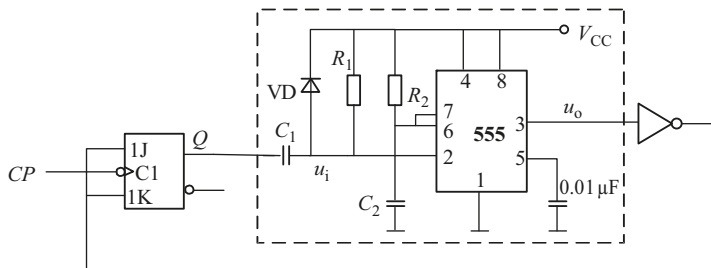 V_CC
R_1
4
8
VD
R_2
7
6
555
3
u_o
C_1
Q
1J
CP
C1
1K
u_i
2
5
1
0.01 μF
C_2